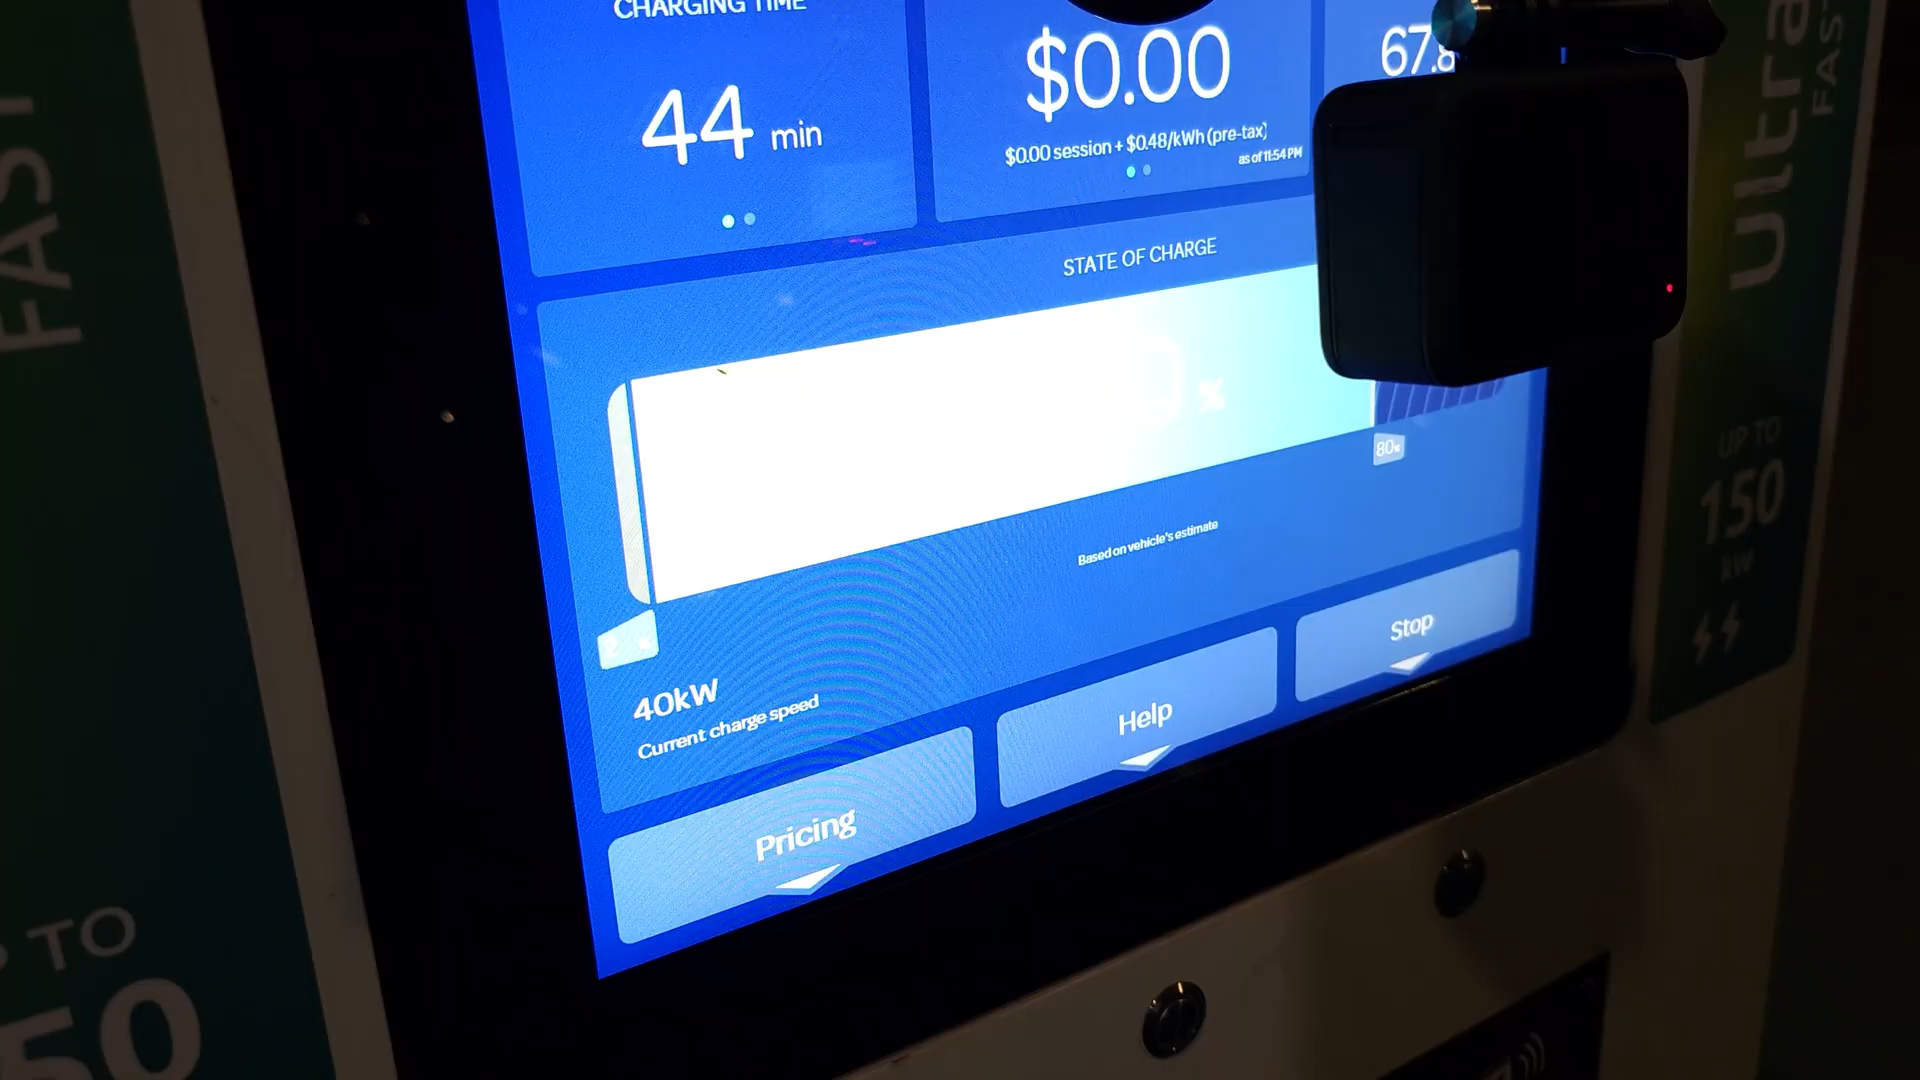 CHARGING TIME
44 min
$0.00
$0.00 session + $0.48/kWh (pre-tax)
as of 11:54 PM
67.8
STATE OF CHARGE
%
80%
Based on vehicle's estimate
40kW
Current charge speed
Pricing
Help
Stop
FAST
TO
50
Ultra
FAS
UP TO
150
kW